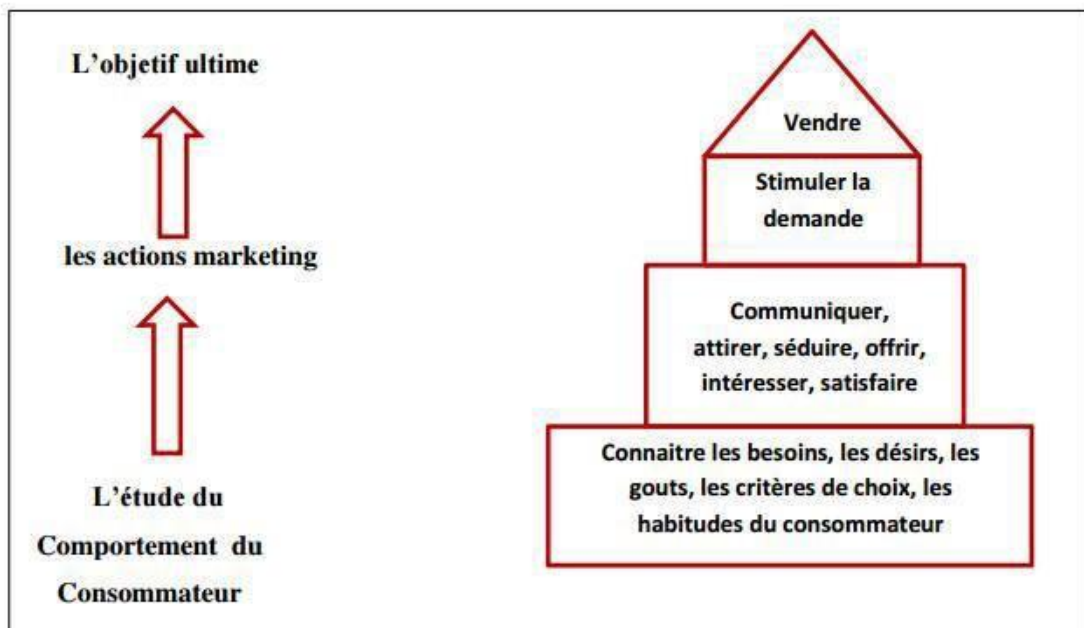 L'objetif ultime
les actions marketing
L'étude du
Comportement du
Consommateur
Vendre
Stimuler la
demande
Communiquer,
attirer, séduire, offrir,
intéresser, satisfaire
Connaitre les besoins, les désirs, les
gouts, les critères de choix, les
habitudes du consommateur